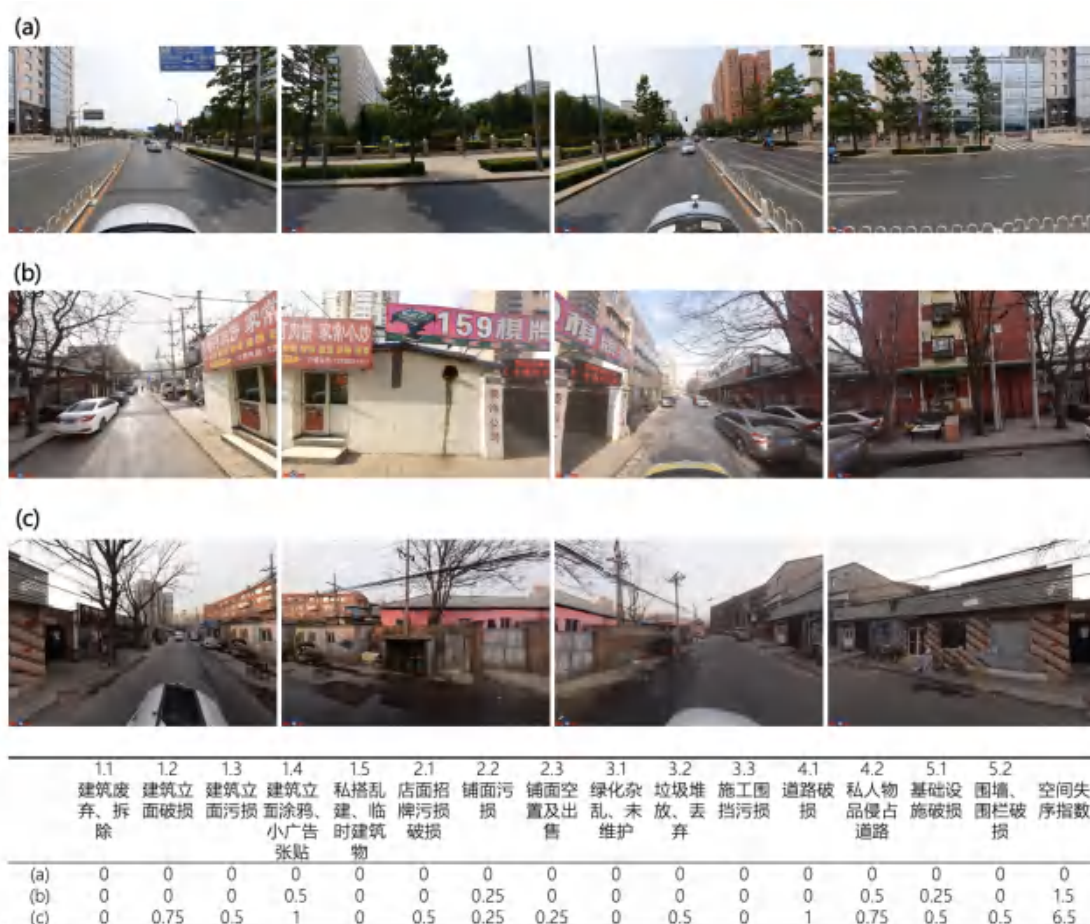 (a)
(b)
159棋牌
家常小炒
(c)
1.1 1.2 1.3 1.4 1.5 2.1 2.2 2.3 3.1 3.2 3.3 4.1 4.2 5.1 5.2
建筑废弃、拆除 建筑立面破损 建筑立面污损 建筑立面涂鸦、小广告张贴 私搭乱建、临时建筑物 店面招牌污损破损 铺面污损 铺面空置及出售 绿化杂乱、未维护 垃圾堆放、丢弃 施工围挡污损 道路破损 私人物品侵占道路 基础设施破损 围墙、围栏破损 空间失序指数
(a) 0 0 0 0 0 0 0 0 0 0 0 0 0 0 0 0
(b) 0 0 0 0.5 0 0 0.25 0 0 0 0 0 0.5 0.25 0 1.5
(c) 0 0.75 0.5 1 0 0.5 0.25 0.25 0 0.5 0 1 0.75 0.5 0.5 6.5